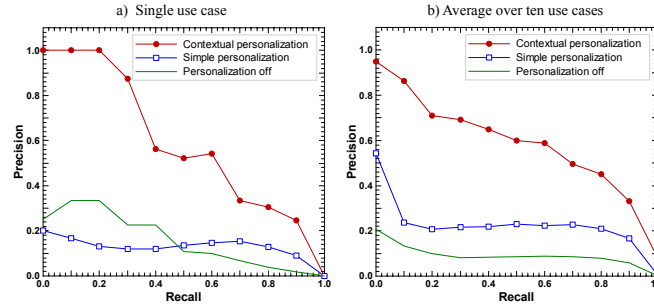 a) Single use case
b) Average over ten use cases
Contextual personalization
Simple personalization
Personalization off
Precision
1.0
0.8
0.6
0.4
0.2
0.0
0.0 0.2 0.4 0.6 0.8 1.0
Recall
Contextual personalization
Simple personalization
Personalization off
Precision
1.0
0.8
0.6
0.4
0.2
0.0
0.0 0.2 0.4 0.6 0.8 1.0
Recall